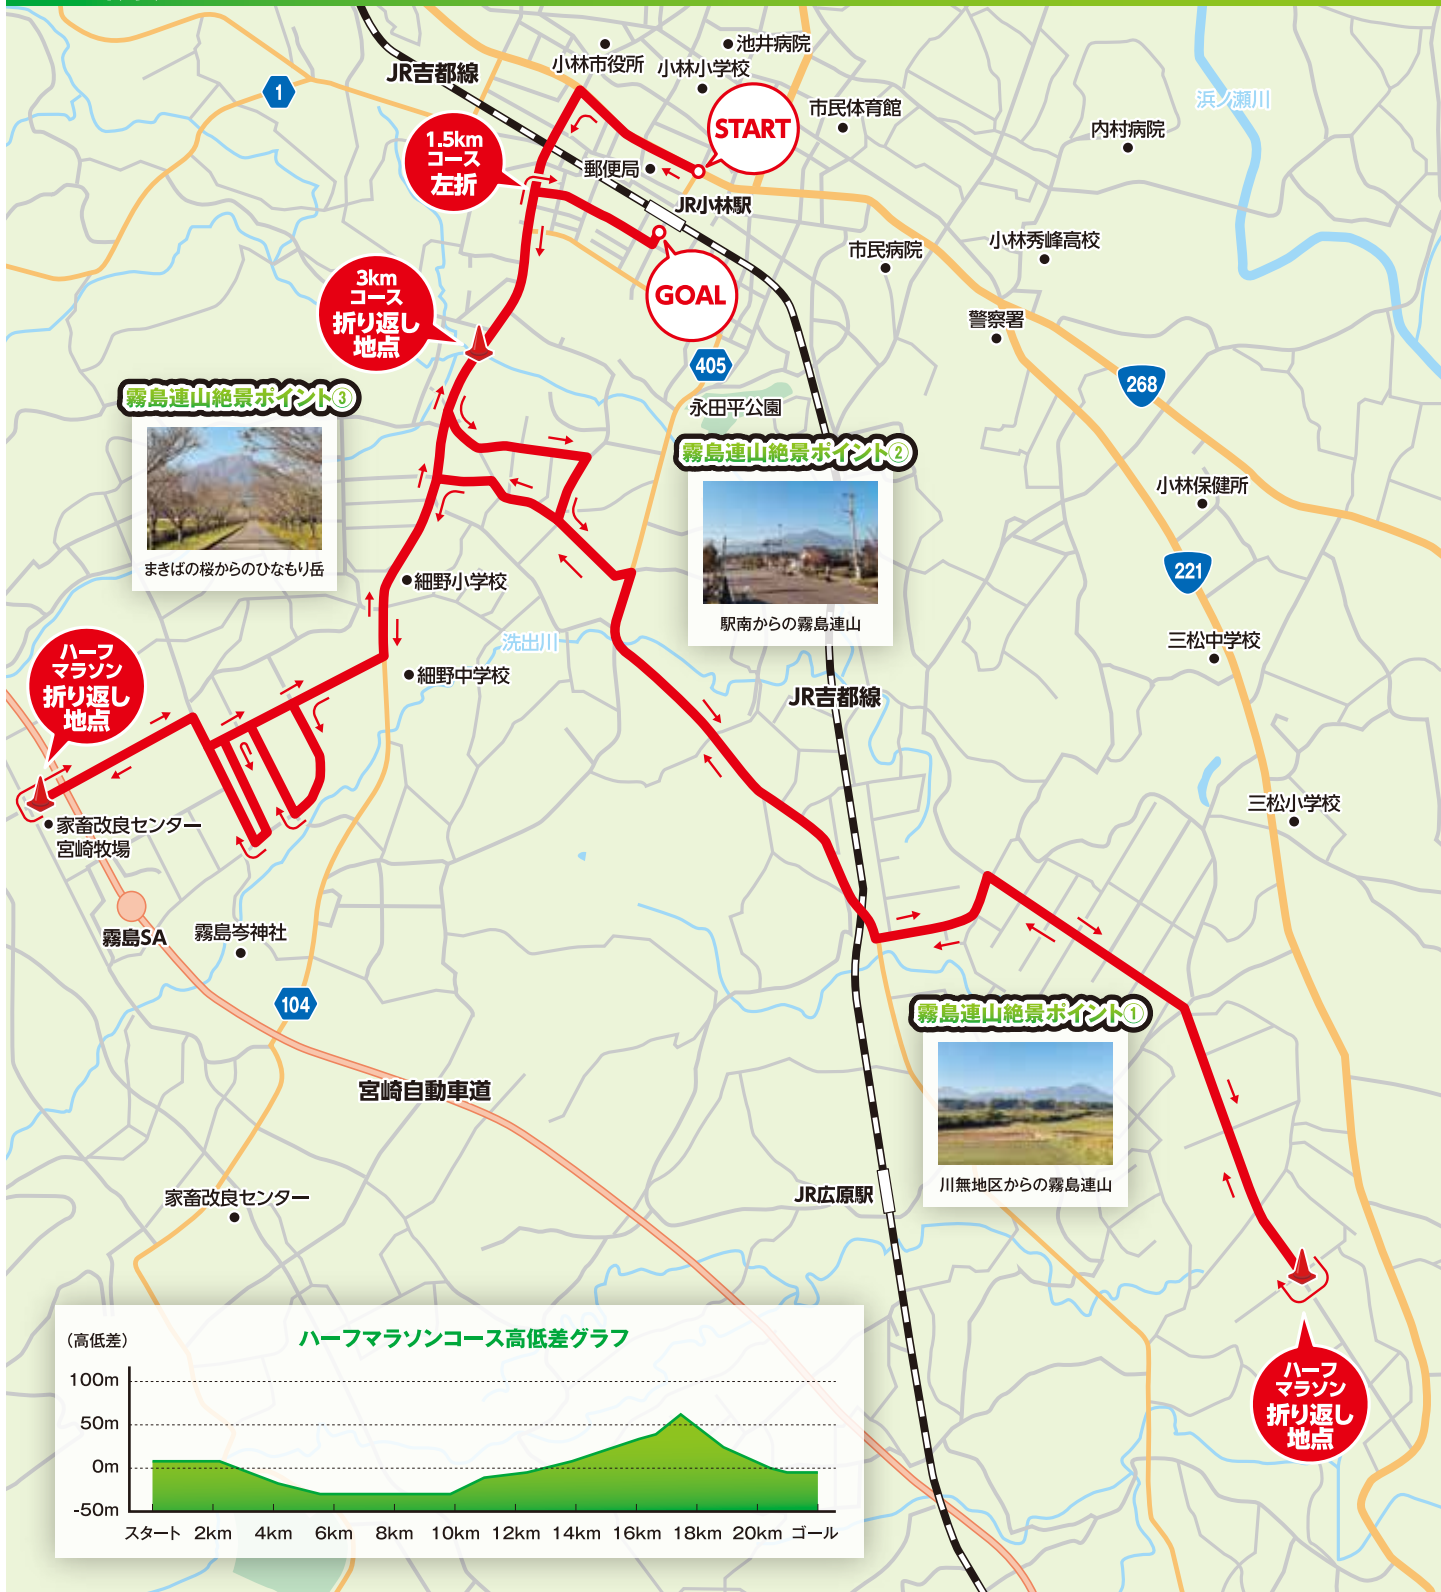 JR吉都線
小林市役所
池井病院
小林小学校
1
START
市民体育館
浜ノ瀬川
内村病院
1.5km
コース
左折
郵便局
JR小林駅
市民病院
小林秀峰高校
3km
コース
折り返し
地点
GOAL
警察署
405
268
霧島連山絶景ポイント③
まきばの桜からのひなもり岳
永田平公園
霧島連山絶景ポイント②
駅南からの霧島連山
小林保健所
221
細野小学校
洗出川
三松中学校
ハーフ
マラソン
折り返し
地点
細野中学校
JR吉都線
三松小学校
家畜改良センター
宮崎牧場
霧島SA
霧島岑神社
104
霧島連山絶景ポイント①
川無地区からの霧島連山
宮崎自動車道
家畜改良センター
JR広原駅
ハーフ
マラソン
折り返し
地点
(高低差)
ハーフマラソンコース高低差グラフ
100m
50m
0m
-50m
スタート 2km 4km 6km 8km 10km 12km 14km 16km 18km 20km ゴール